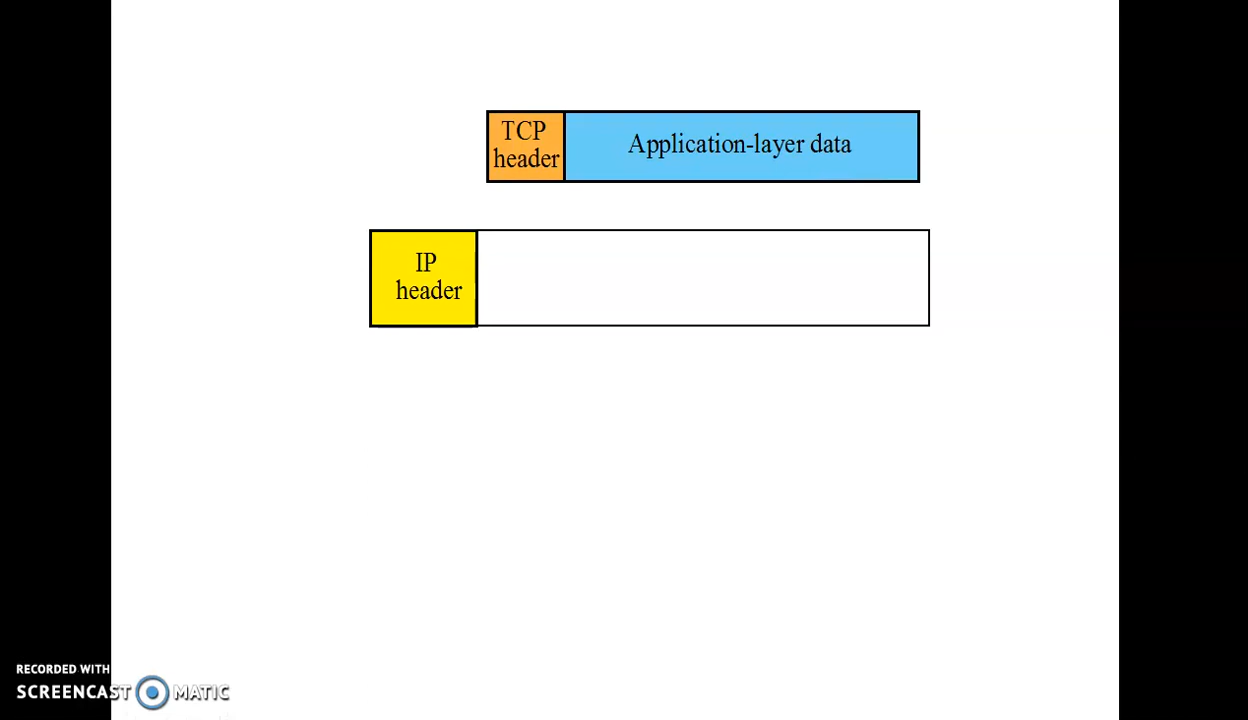 TCP
header
Application-layer data
IP
header
RECORDED WITH
SCREENCAST MATIC